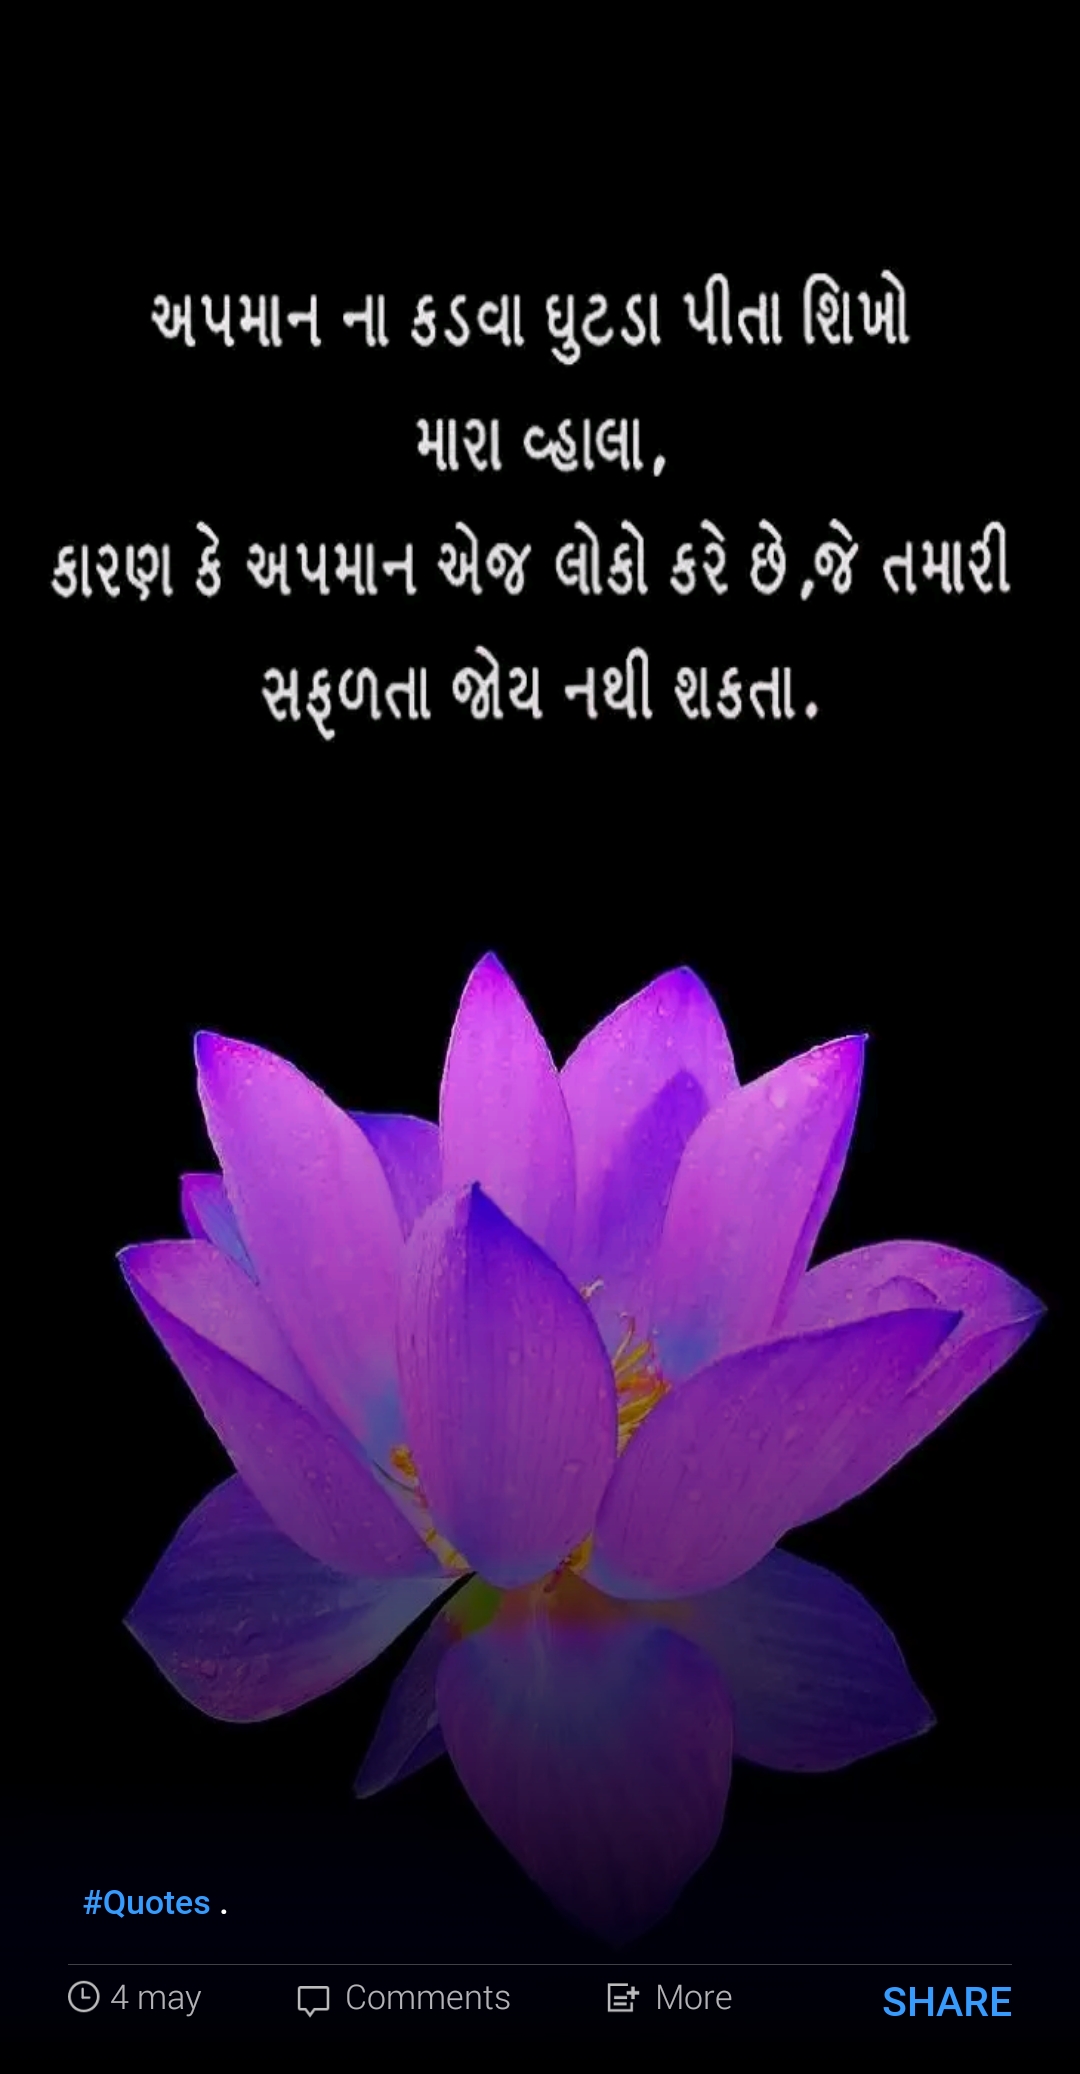 અપમાન ના કડવા ઘુટડા પીતા શિખો
મારા વ્હાલા,
કારણ કે અપમાન એજ લોકો કરે છે ,જે તમારી
સફળતા જોય નથી શકતા.
#Quotes .
4 may Comments More SHARE